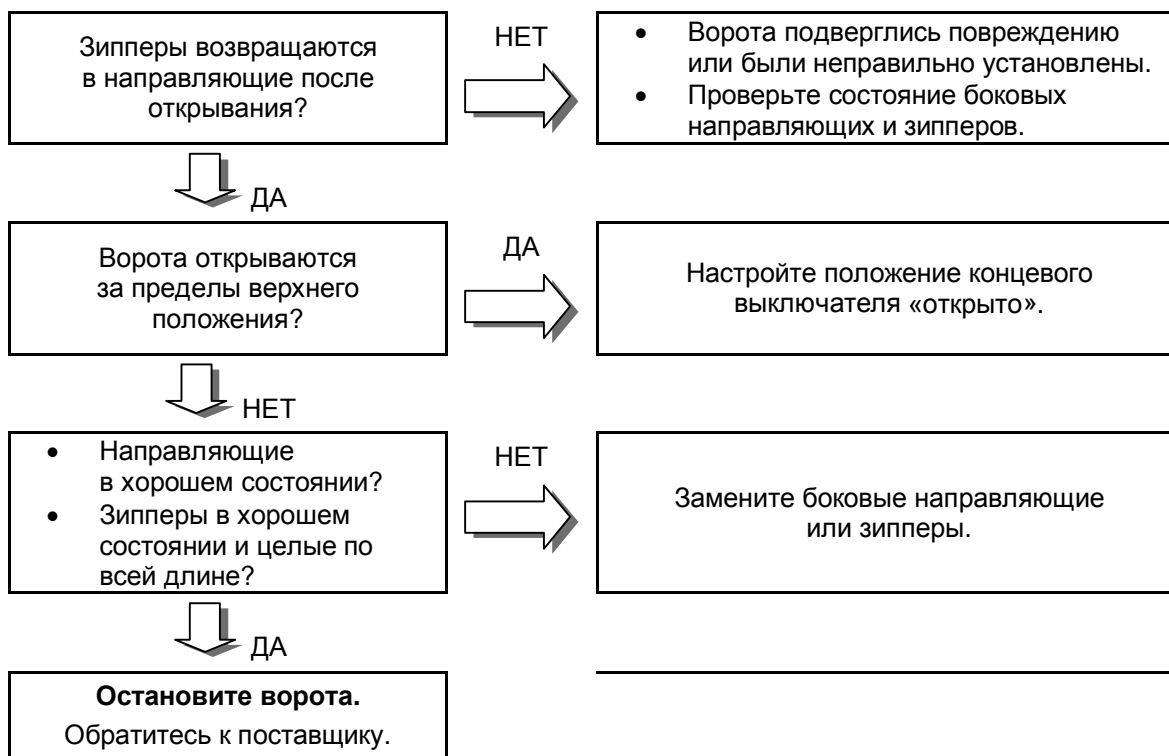 Зипперы возвращаются
в направляющие после
открывания?
НЕТ
• Ворота подверглись повреждению
или были неправильно установлены.
• Проверьте состояние боковых
направляющих и зипперов.
ДА
Ворота открываются
за пределы верхнего
положения?
ДА
Настройте положение концевого
выключателя «открыто».
НЕТ
• Направляющие
в хорошем состоянии?
• Зипперы в хорошем
состоянии и целые по
всей длине?
НЕТ
Замените боковые направляющие
или зипперы.
ДА
Остановите ворота.
Обратитесь к поставщику.